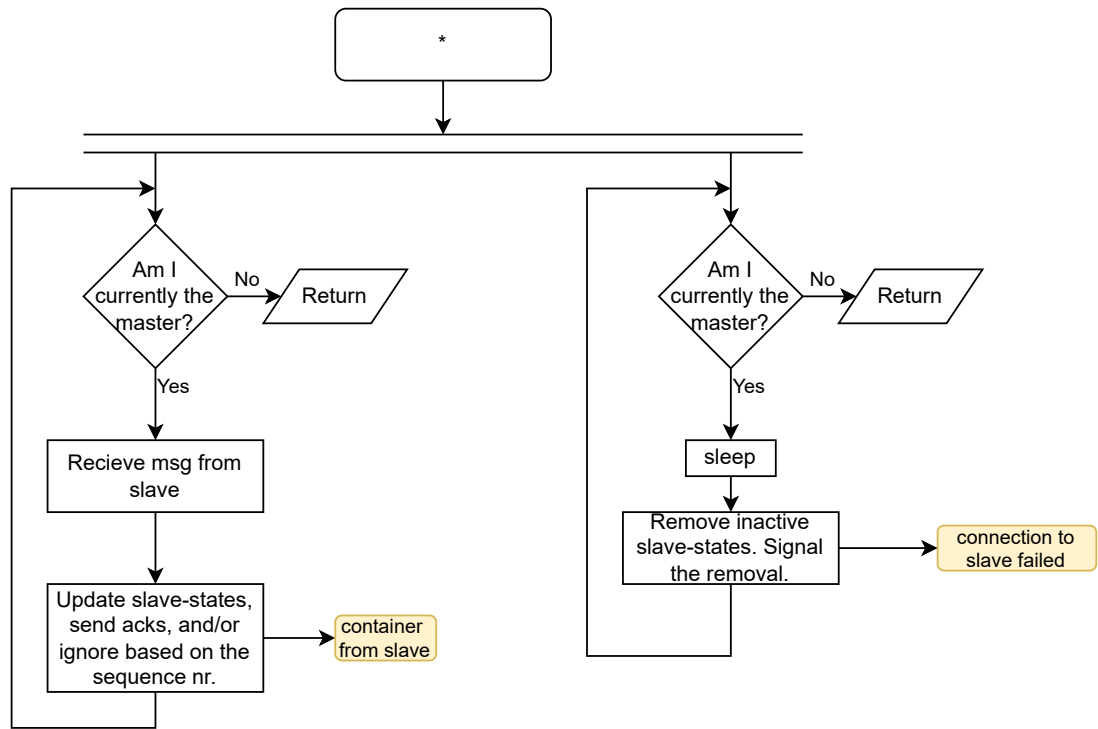 *
Am I
currently the
master?
No
Return
Yes
Recieve msg from
slave
Update slave-states,
send acks, and/or
ignore based on the
sequence nr.
container
from slave
Am I
currently the
master?
No
Return
Yes
sleep
Remove inactive
slave-states. Signal
the removal.
connection to
slave failed